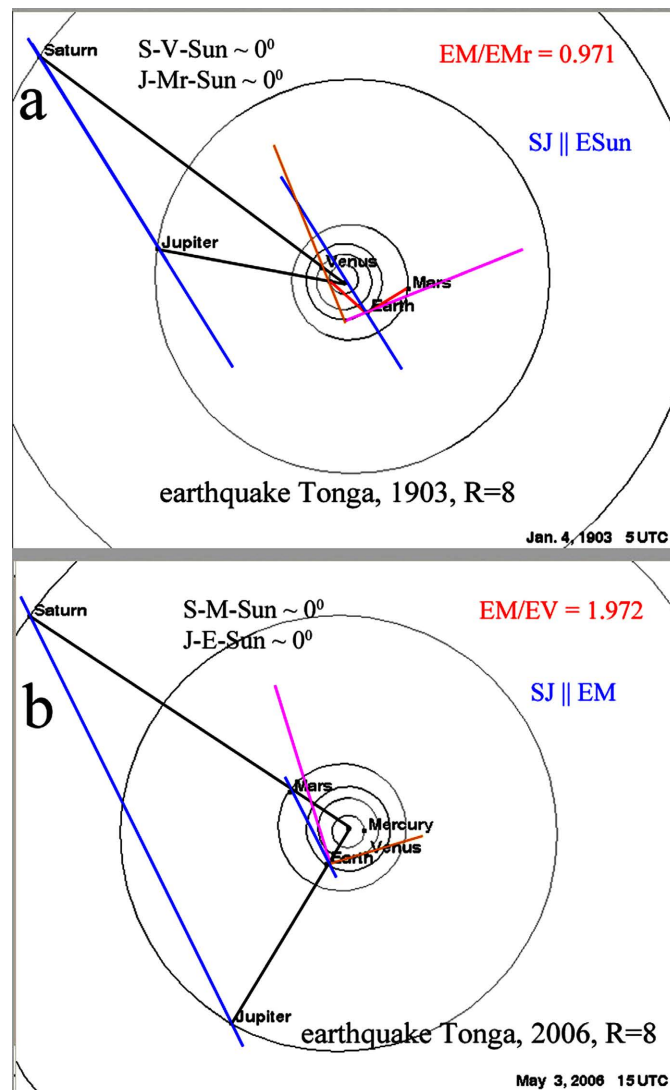 Saturn
S-V-Sun ~ 0⁰
EM/EMr = 0.971
J-Mr-Sun ~ 0⁰
a
SJ || ESun
Jupiter
Venus
Mars
Earth
earthquake Tonga, 1903, R=8
Jan. 4, 1903 5 UTC
Saturn
S-M-Sun ~ 0⁰
EM/EV = 1.972
J-E-Sun ~ 0⁰
b
SJ || EM
Mars
Mercury
Venus
Earth
Jupiter
earthquake Tonga, 2006, R=8
May 3, 2006 15 UTC